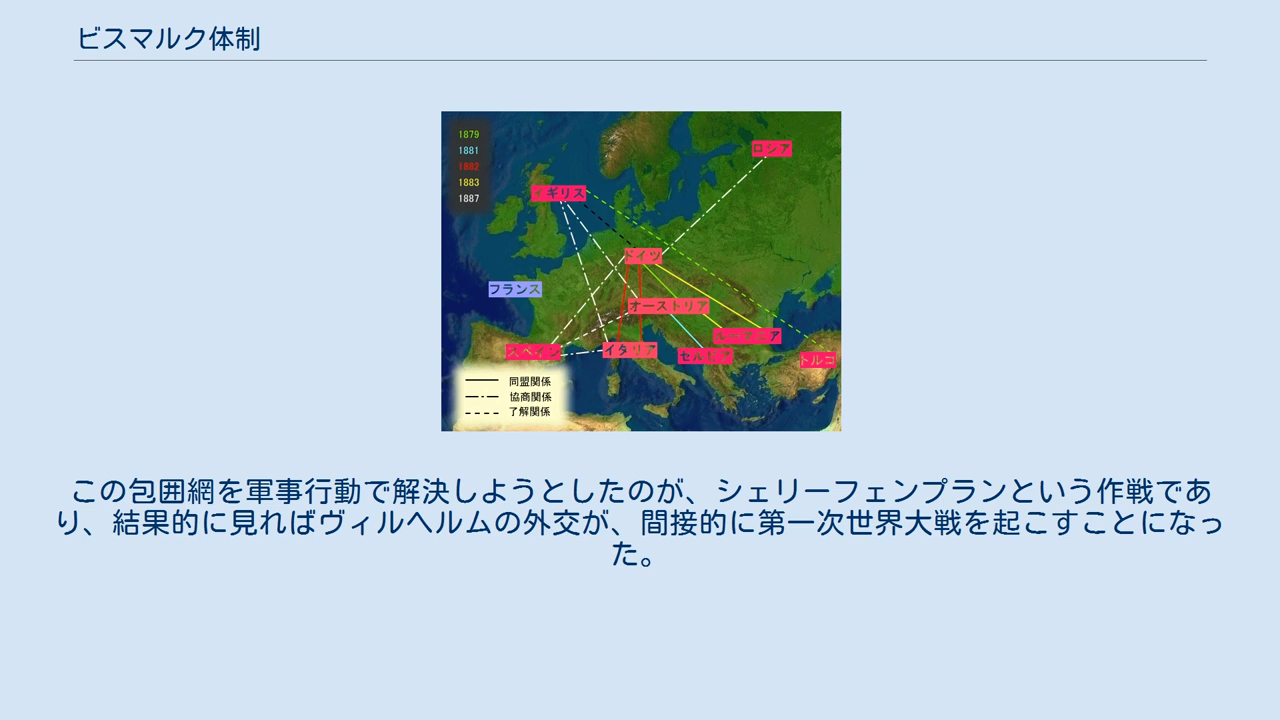 ビスマルク体制
1879
1881
1882
1883
1887
ロシア
イギリス
ドイツ
フランス
オーストリア
ルーマニア
スペイン
イタリア
セルビア
トルコ
同盟関係
協商関係
了解関係
この包囲網を軍事行動で解決しようとしたのが、シェリーフェンプランという作戦であ
り、結果的に見ればヴィルヘルムの外交が、間接的に第一次世界大戦を起こすことになっ
た。